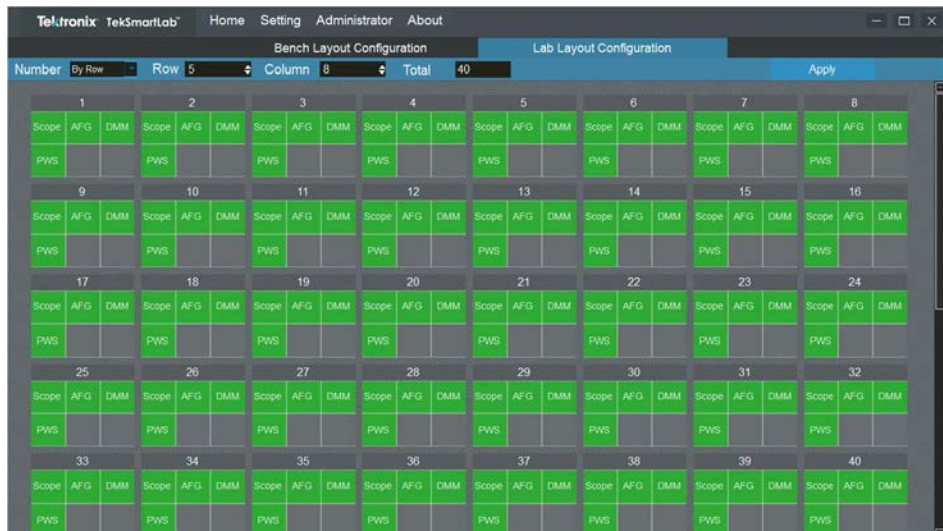 Tektronix TekSmartLab™ Home Setting Administrator About
Bench Layout Configuration Lab Layout Configuration
Number By Row Row 5 Column 8 Total 40 Apply
1 2 3 4 5 6 7 8
Scope AFG DMM Scope AFG DMM Scope AFG DMM Scope AFG DMM Scope AFG DMM Scope AFG DMM Scope AFG DMM Scope AFG DMM
PWS PWS PWS PWS PWS PWS PWS PWS
9 10 11 12 13 14 15 16
Scope AFG DMM Scope AFG DMM Scope AFG DMM Scope AFG DMM Scope AFG DMM Scope AFG DMM Scope AFG DMM Scope AFG DMM
PWS PWS PWS PWS PWS PWS PWS PWS
17 18 19 20 21 22 23 24
Scope AFG DMM Scope AFG DMM Scope AFG DMM Scope AFG DMM Scope AFG DMM Scope AFG DMM Scope AFG DMM Scope AFG DMM
PWS PWS PWS PWS PWS PWS PWS PWS
25 26 27 28 29 30 31 32
Scope AFG DMM Scope AFG DMM Scope AFG DMM Scope AFG DMM Scope AFG DMM Scope AFG DMM Scope AFG DMM Scope AFG DMM
PWS PWS PWS PWS PWS PWS PWS PWS
33 34 35 36 37 38 39 40
Scope AFG DMM Scope AFG DMM Scope AFG DMM Scope AFG DMM Scope AFG DMM Scope AFG DMM Scope AFG DMM Scope AFG DMM
PWS PWS PWS PWS PWS PWS PWS PWS